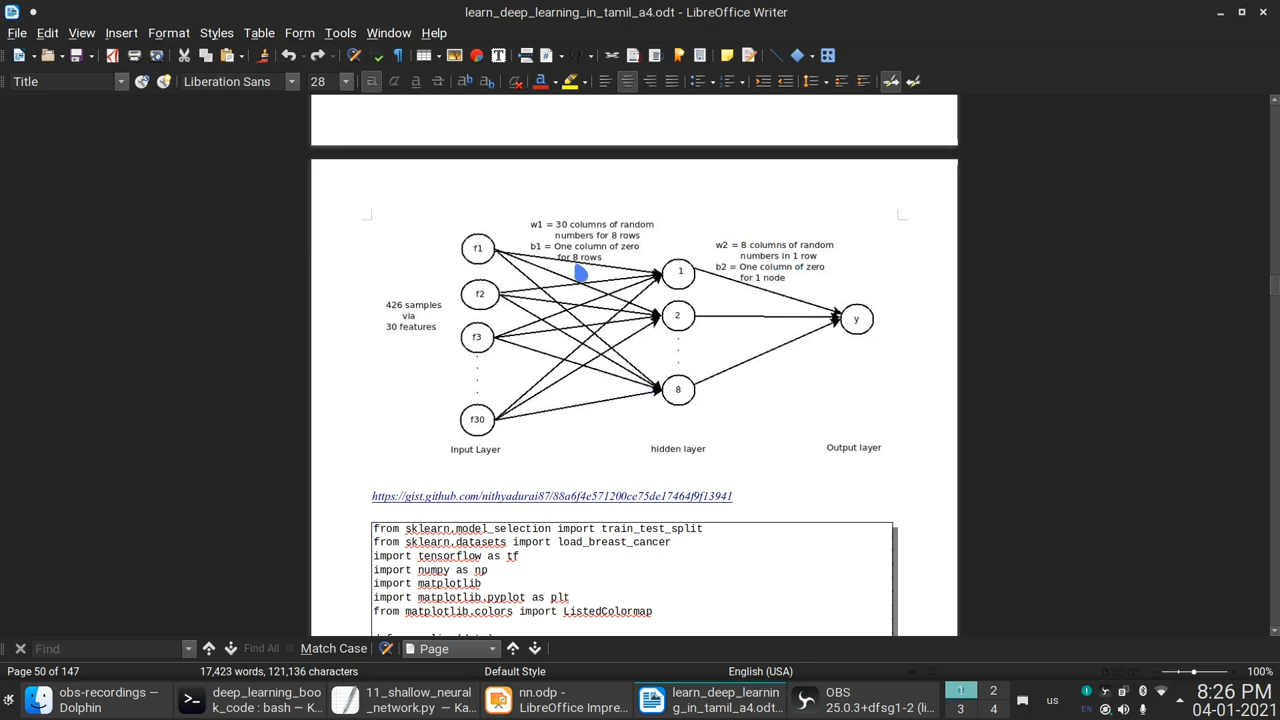 learn_deep_learning_in_tamil_a4.odt - LibreOffice Writer
File Edit View Insert Format Styles Table Form Tools Window Help
Title Liberation Sans 28
w1 = 30 columns of random
numbers for 8 rows
b1 = One column of zero
for 8 rows
w2 = 8 columns of random
numbers in 1 row
b2 = One column of zero
for 1 node
f1
1
f2
426 samples
via
30 features
2
y
f3
8
f30
Input Layer hidden layer Output layer
https://gist.github.com/nithyadurai87/88a6f4e571200ce75de17464f9f13941
from sklearn.model_selection import train_test_split
from sklearn.datasets import load_breast_cancer
import tensorflow as tf
import numpy as np
import matplotlib
import matplotlib.pyplot as plt
from matplotlib.colors import ListedColormap
Find Find All Match Case Page
Page 50 of 147 17,423 words, 121,136 characters Default Style English (USA) 100%
obs-recordings — Dolphin
deep_learning_book_code : bash — K...
11_shallow_neural_network.py — Ka...
nn.odp - LibreOffice Impre...
learn_deep_learning_in_tamil_a4.odt...
OBS 25.0.3+dfsg1-2 (li...
1 2
3 4
us
EN
8:26 PM
04-01-2021